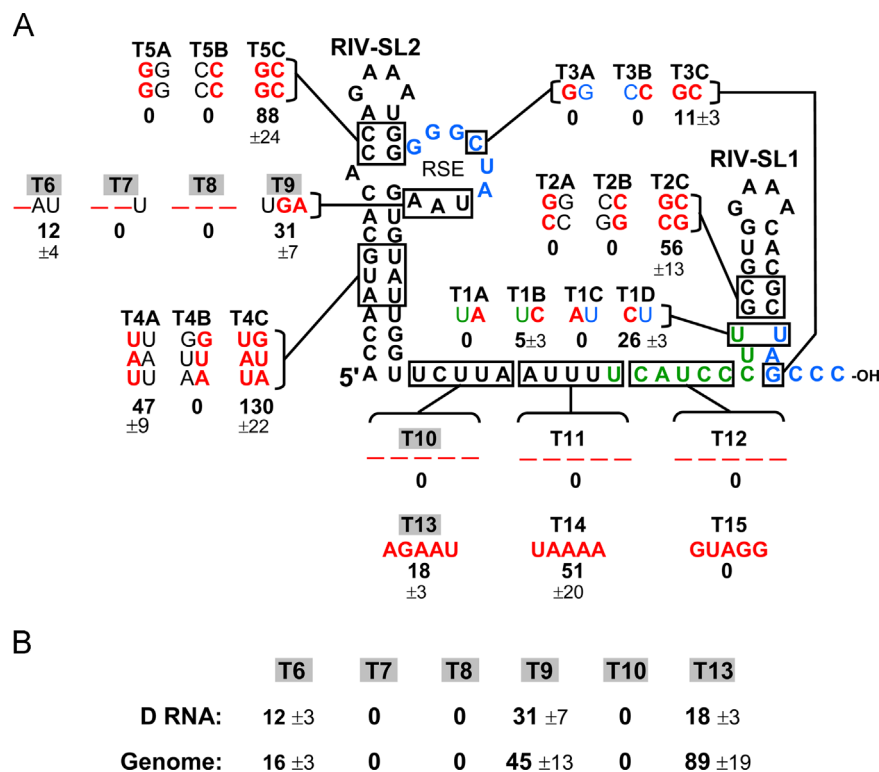 A
RIV-SL2
T5A T5B T5C
GG CC GC
GG CC GC
0 0 88
±24
T3A T3B T3C
GG CC GC
0 0 11±3
A A
G A
A U
C G
C G
G G G C
U
A
RSE
A
A A U
C G
A U
C G
G U
U A
A U
A U
C G
C G
5' A U
T6 T7 T8 T9
–AU – –U – – – UGA
12 0 0 31
±4 ±7
RIV-SL1
T2A T2B T2C
GG CC GC
CC GG CG
0 0 56
±13
A A
G A
G C
U A
G C
C G
G C
U U
U A
UCUUA AUUUU CAUCC C G CCC -OH
T4A T4B T4C
UU GG UG
AA UU AU
UU AA UA
47 0 130
±9 ±22
T1A T1B T1C T1D
UA UC AU CU
0 5±3 0 26 ±3
T10 T11 T12
– – – – – – – – – – – – – – –
0 0 0
T13 T14 T15
AGAAU UAAAA GUAGG
18 51 0
±3 ±20
B
T6 T7 T8 T9 T10 T13
D RNA: 12 ±3 0 0 31 ±7 0 18 ±3
Genome: 16 ±3 0 0 45 ±13 0 89 ±19